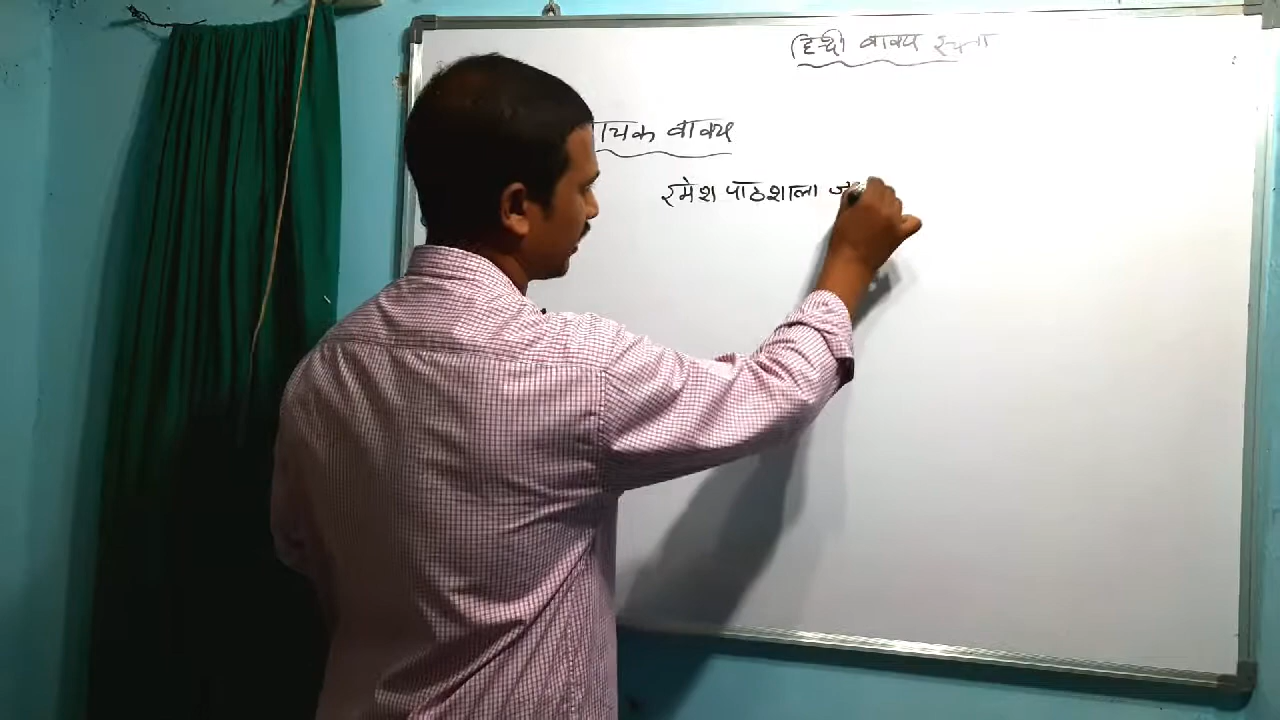 हिन्दी वाक्य रचना
वाक्य
रमेश पाठशाला